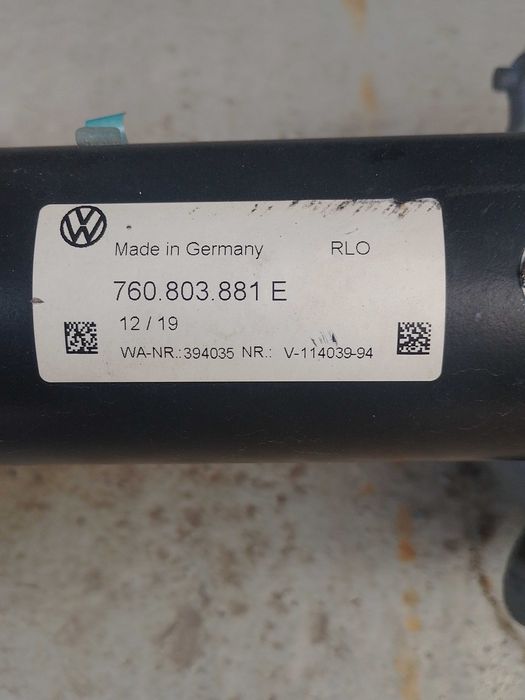 Made in Germany RLO
760.803.881 E
12 / 19
WA-NR.:394035 NR.: V-114039-94